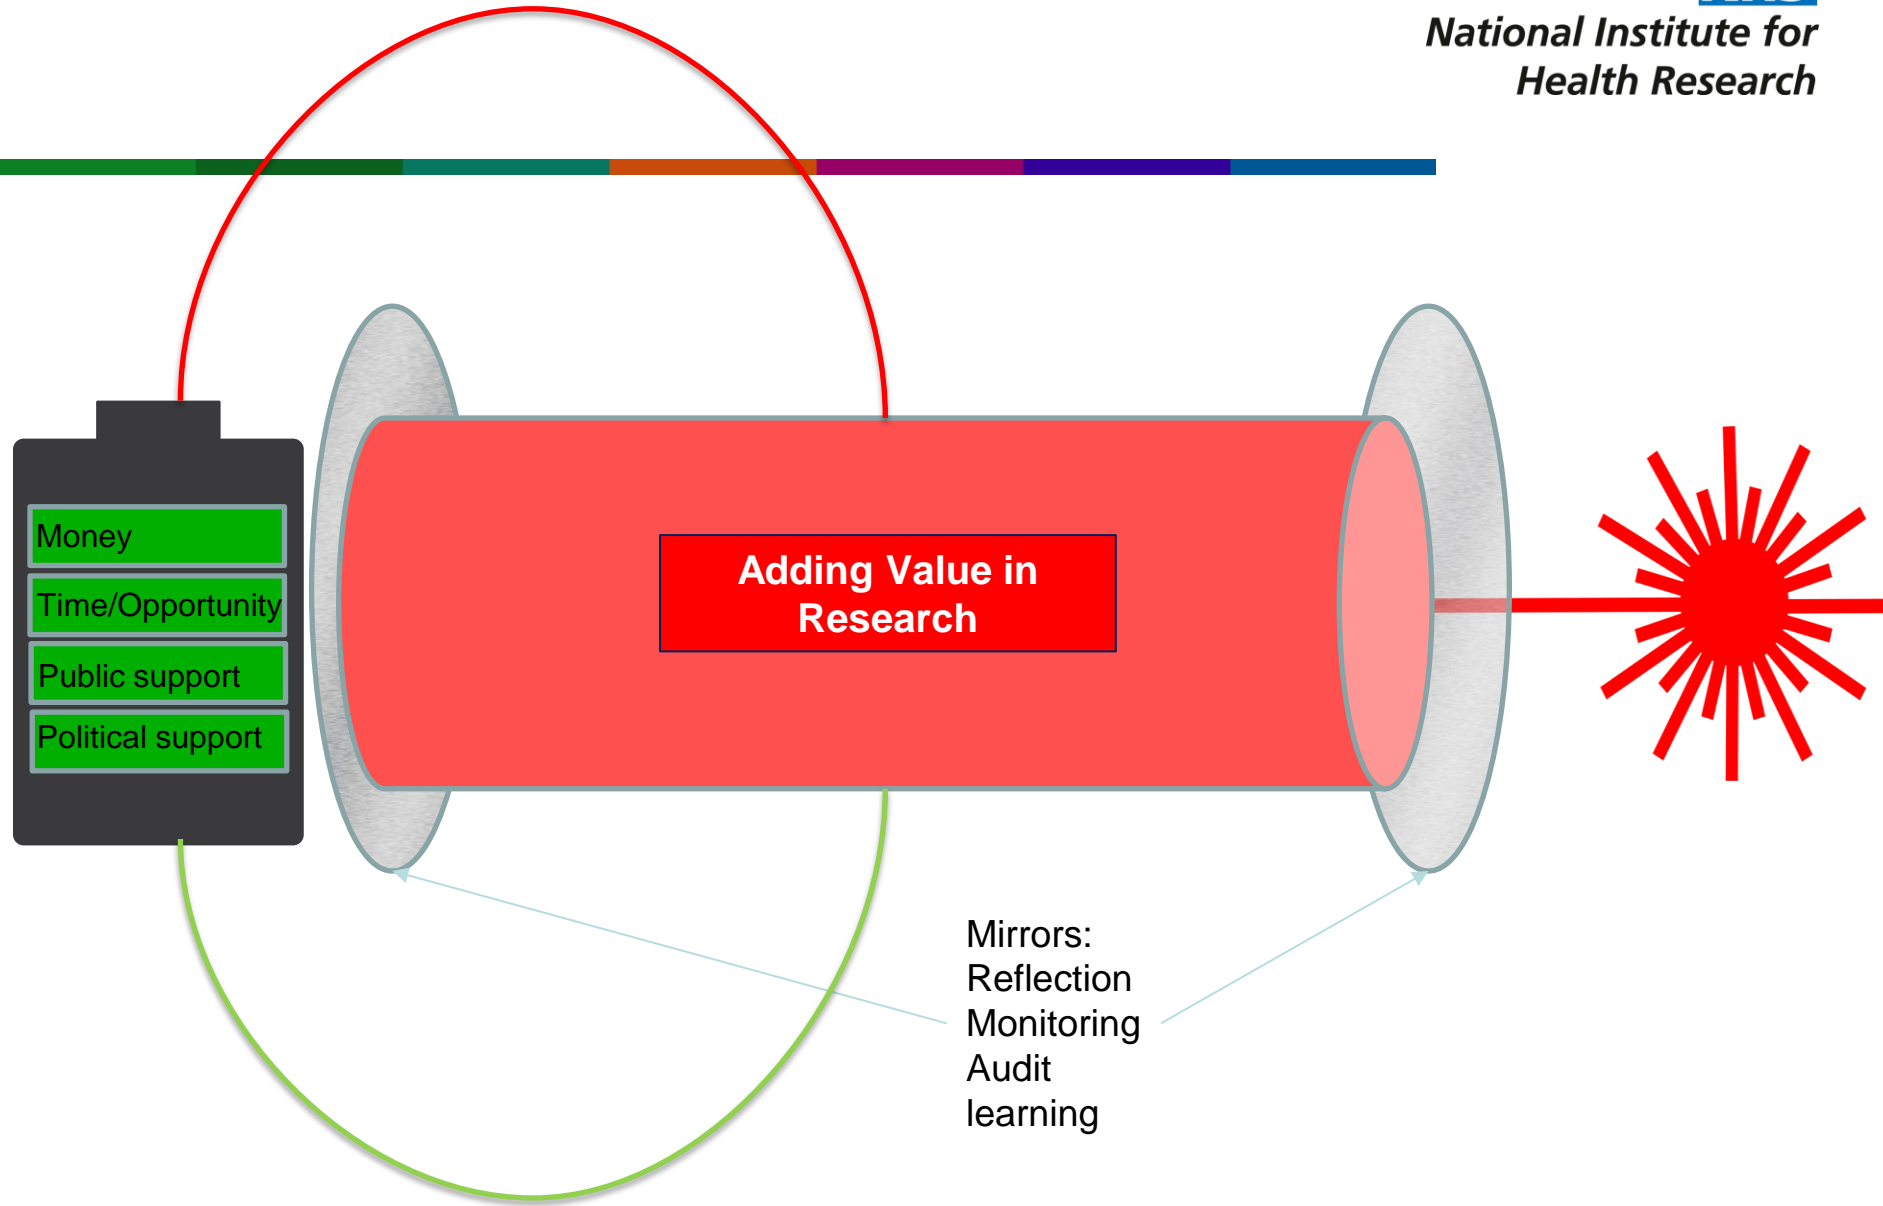 National Institute for
Health Research
Money
Time/Opportunity
Public support
Political support
Adding Value in
Research
Mirrors:
Reflection
Monitoring
Audit
learning